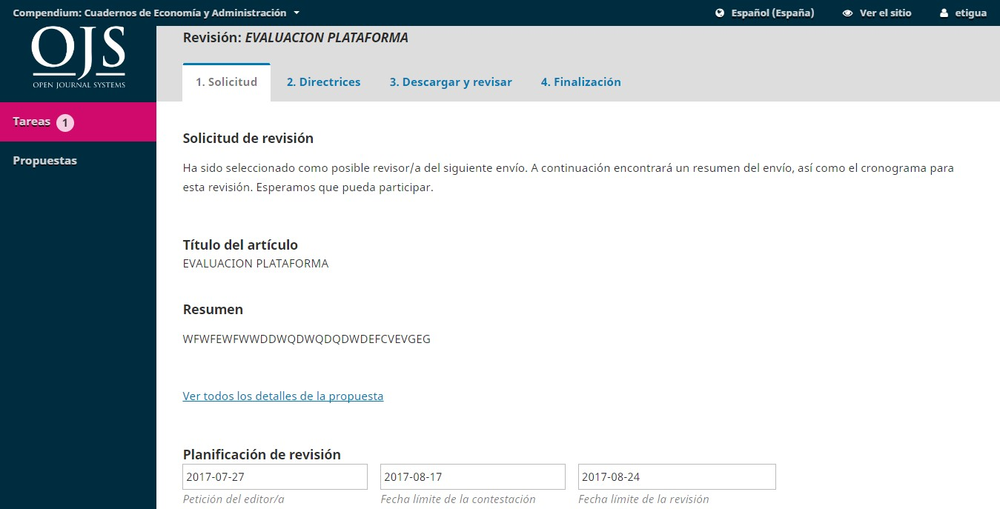 Compendium: Cuadernos de Economía y Administración
Español (España) Ver el sitio etigua
OJS
OPEN JOURNAL SYSTEMS
Tareas 1
Propuestas
Revisión: EVALUACION PLATAFORMA
1. Solicitud 2. Directrices 3. Descargar y revisar 4. Finalización
Solicitud de revisión
Ha sido seleccionado como posible revisor/a del siguiente envío. A continuación encontrará un resumen del envío, así como el cronograma para
esta revisión. Esperamos que pueda participar.
Título del artículo
EVALUACION PLATAFORMA
Resumen
WFWFEWFWWDDWQDWQDQDWDEFCVEVGEG
Ver todos los detalles de la propuesta
Planificación de revisión
2017-07-27 2017-08-17 2017-08-24
Petición del editor/a Fecha límite de la contestación Fecha límite de la revisión